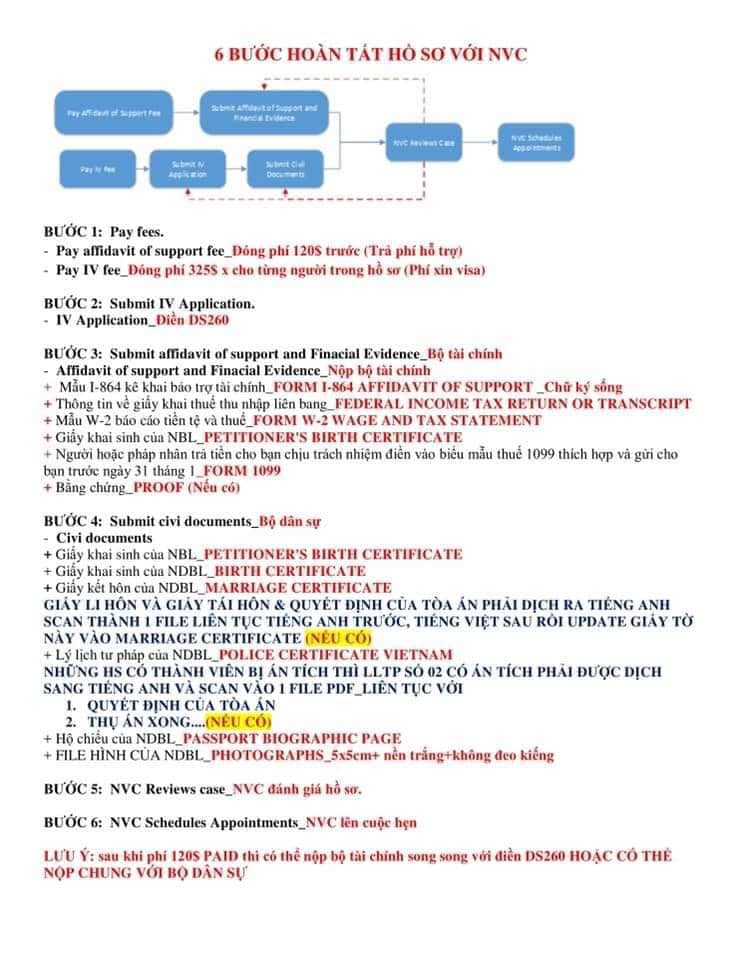 6 BƯỚC HOÀN TẤT HỒ SƠ VỚI NVC
Pay Affidavit of Support Fee
Submit Affidavit of Support and
Financial Evidence
NVC Reviews Case
NVC Schedules
Appointments
Pay IV Fee
Submit IV
Application
Submit Civil
Documents
BƯỚC 1: Pay fees.
- Pay affidavit of support fee_Đóng phí 120$ trước (Trả phí hỗ trợ)
- Pay IV fee_Đóng phí 325$ x cho từng người trong hồ sơ (Phí xin visa)
BƯỚC 2: Submit IV Application.
- IV Application_Điền DS260
BƯỚC 3: Submit affidavit of support and Finacial Evidence_Bộ tài chính
- Affidavit of support and Finacial Evidence_Nộp bộ tài chính
+ Mẫu I-864 kê khai bảo trợ tài chính_FORM I-864 AFFIDAVIT OF SUPPORT _Chữ ký sống
+ Thông tin về giấy khai thuế thu nhập liên bang_FEDERAL INCOME TAX RETURN OR TRANSCRIPT
+ Mẫu W-2 báo cáo tiền tệ và thuế_FORM W-2 WAGE AND TAX STATEMENT
+ Giấy khai sinh của NBL_PETITIONER'S BIRTH CERTIFICATE
+ Người hoặc pháp nhân trả tiền cho bạn chịu trách nhiệm điền vào biểu mẫu thuế 1099 thích hợp và gửi cho
bạn trước ngày 31 tháng 1_FORM 1099
+ Bằng chứng_PROOF (Nếu có)
BƯỚC 4: Submit civi documents_Bộ dân sự
- Civi documents
+ Giấy khai sinh của NBL_PETITIONER'S BIRTH CERTIFICATE
+ Giấy khai sinh của NDBL_BIRTH CERTIFICATE
+ Giấy kết hôn của NDBL_MARRIAGE CERTIFICATE
GIẤY LI HÔN VÀ GIẤY TÁI HÔN & QUYẾT ĐỊNH CỦA TÒA ÁN PHẢI DỊCH RA TIẾNG ANH
SCAN THÀNH 1 FILE LIÊN TỤC TIẾNG ANH TRƯỚC, TIẾNG VIỆT SAU RỒI UPDATE GIẤY TỜ
NÀY VÀO MARRIAGE CERTIFICATE (NẾU CÓ)
+ Lý lịch tư pháp của NDBL_POLICE CERTIFICATE VIETNAM
NHỮNG HS CÓ THÀNH VIÊN BỊ ÁN TÍCH THÌ LLTP SỐ 02 CÓ ÁN TÍCH PHẢI ĐƯỢC DỊCH
SANG TIẾNG ANH VÀ SCAN VÀO 1 FILE PDF_LIÊN TỤC VỚI
1. QUYẾT ĐỊNH CỦA TÒA ÁN
2. THỤ ÁN XONG....(NẾU CÓ)
+ Hộ chiếu của NDBL_PASSPORT BIOGRAPHIC PAGE
+ FILE HÌNH CỦA NDBL_PHOTOGRAPHS_5x5cm+ nền trắng+không đeo kiếng
BƯỚC 5: NVC Reviews case_NVC đánh giá hồ sơ.
BƯỚC 6: NVC Schedules Appointments_NVC lên cuộc hẹn
LƯU Ý: sau khi phí 120$ PAID thì có thể nộp bộ tài chính song song với điền DS260 HOẶC CÓ THỂ
NỘP CHUNG VỚI BỘ DÂN SỰ